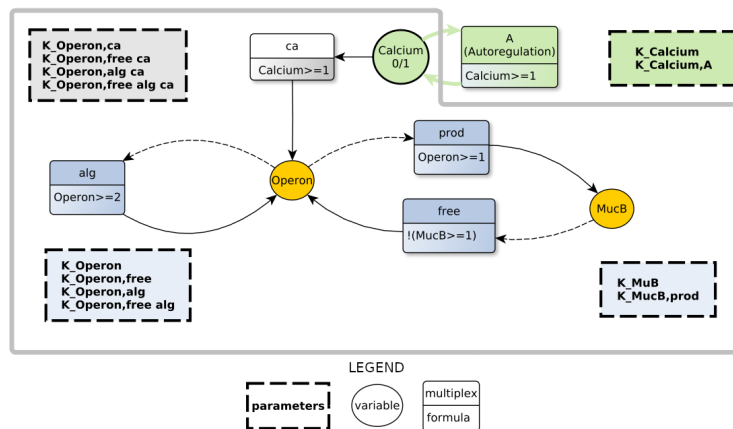 K_Operon,ca
K_Operon,free ca
K_Operon,alg ca
K_Operon,free alg ca
ca
Calcium>=1
Calcium
0/1
A
(Autoregulation)
Calcium>=1
K_Calcium
K_Calcium,A
prod
Operon>=1
alg
Operon>=2
Operon
free
!(MucB>=1)
MucB
K_Operon
K_Operon,free
K_Operon,alg
K_Operon,free alg
K_MuB
K_MucB,prod
LEGEND
parameters
variable
multiplex
formula